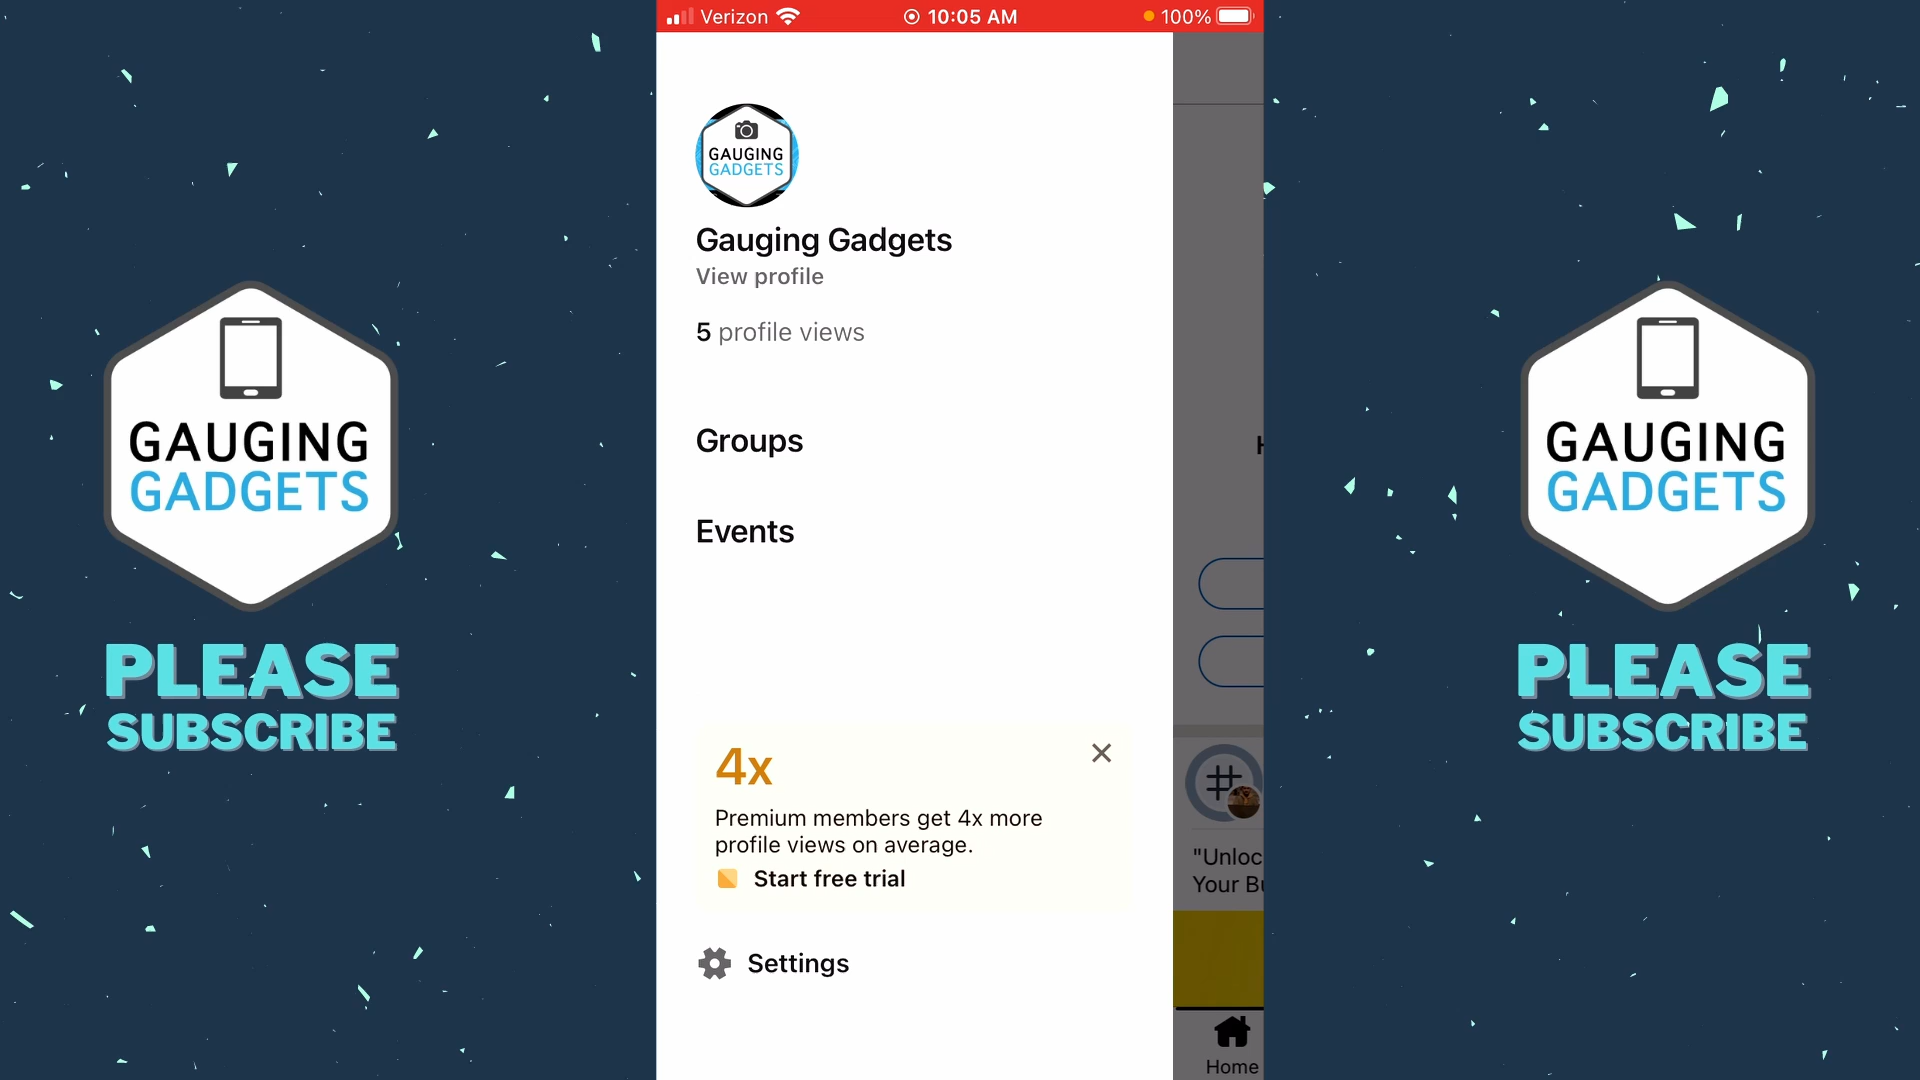 Verizon
10:05 AM
100%
GAUGING
GADGETS
Gauging Gadgets
View profile
5 profile views
Groups
Events
4x
Premium members get 4x more
profile views on average.
Start free trial
Settings
H
"Unloc
Your Bu
Home
GAUGING
GADGETS
PLEASE
SUBSCRIBE
GAUGING
GADGETS
PLEASE
SUBSCRIBE